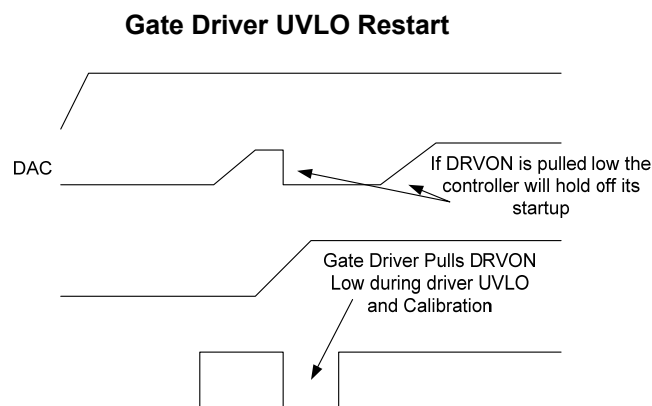 Gate Driver UVLO Restart
DAC
If DRVON is pulled low the
controller will hold off its
startup
Gate Driver Pulls DRVON
Low during driver UVLO
and Calibration